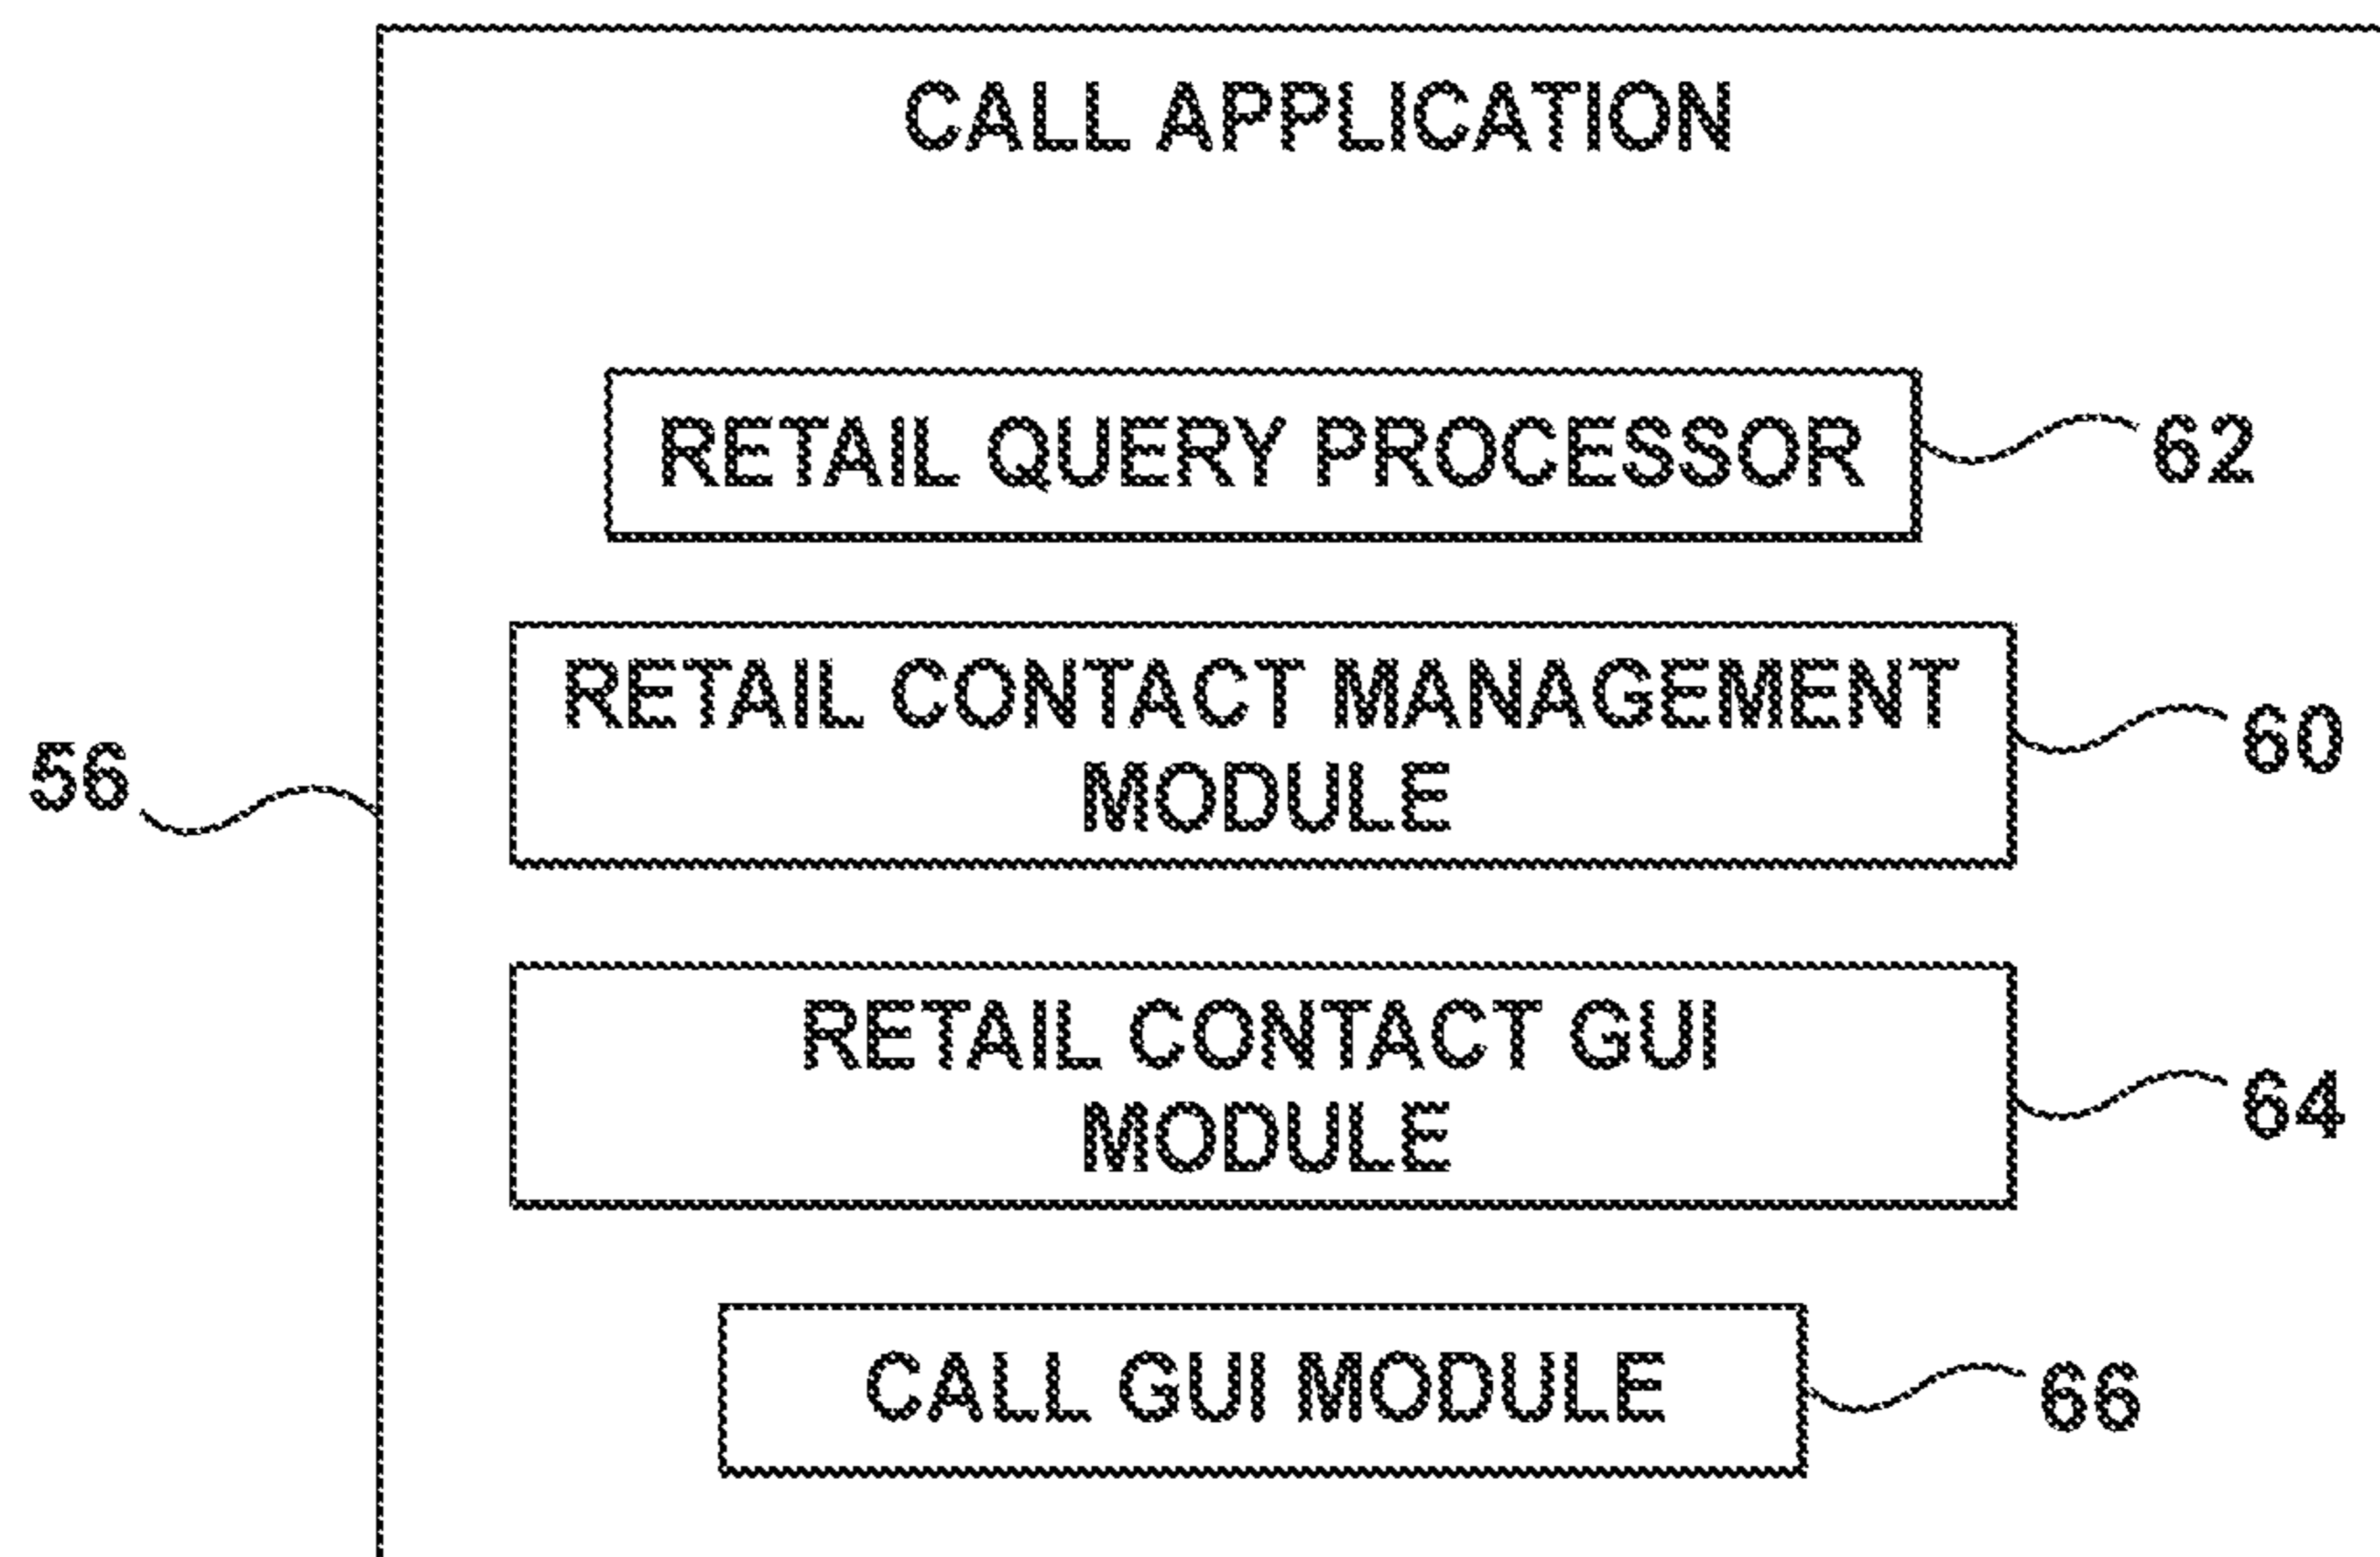 CALL APPLICATION
RETAIL QUERY PROCESSOR
62
RETAIL CONTACT MANAGEMENT
MODULE
60
56
RETAIL CONTACT GUI
MODULE
64
CALL GUI MODULE
66